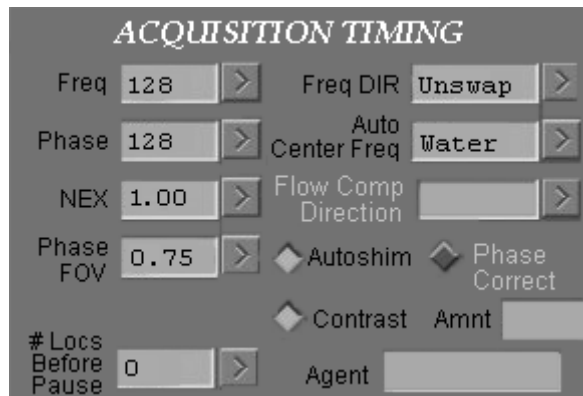 ACQUISITION TIMING
Freq 128 > Freq DIR Unswap >
Phase 128 > Auto
Center Freq Water >
NEX 1.00 > Flow Comp
Direction >
Phase
FOV 0.75 > Autoshim Phase
Correct
Contrast Amnt
# Locs
Before
Pause 0 > Agent